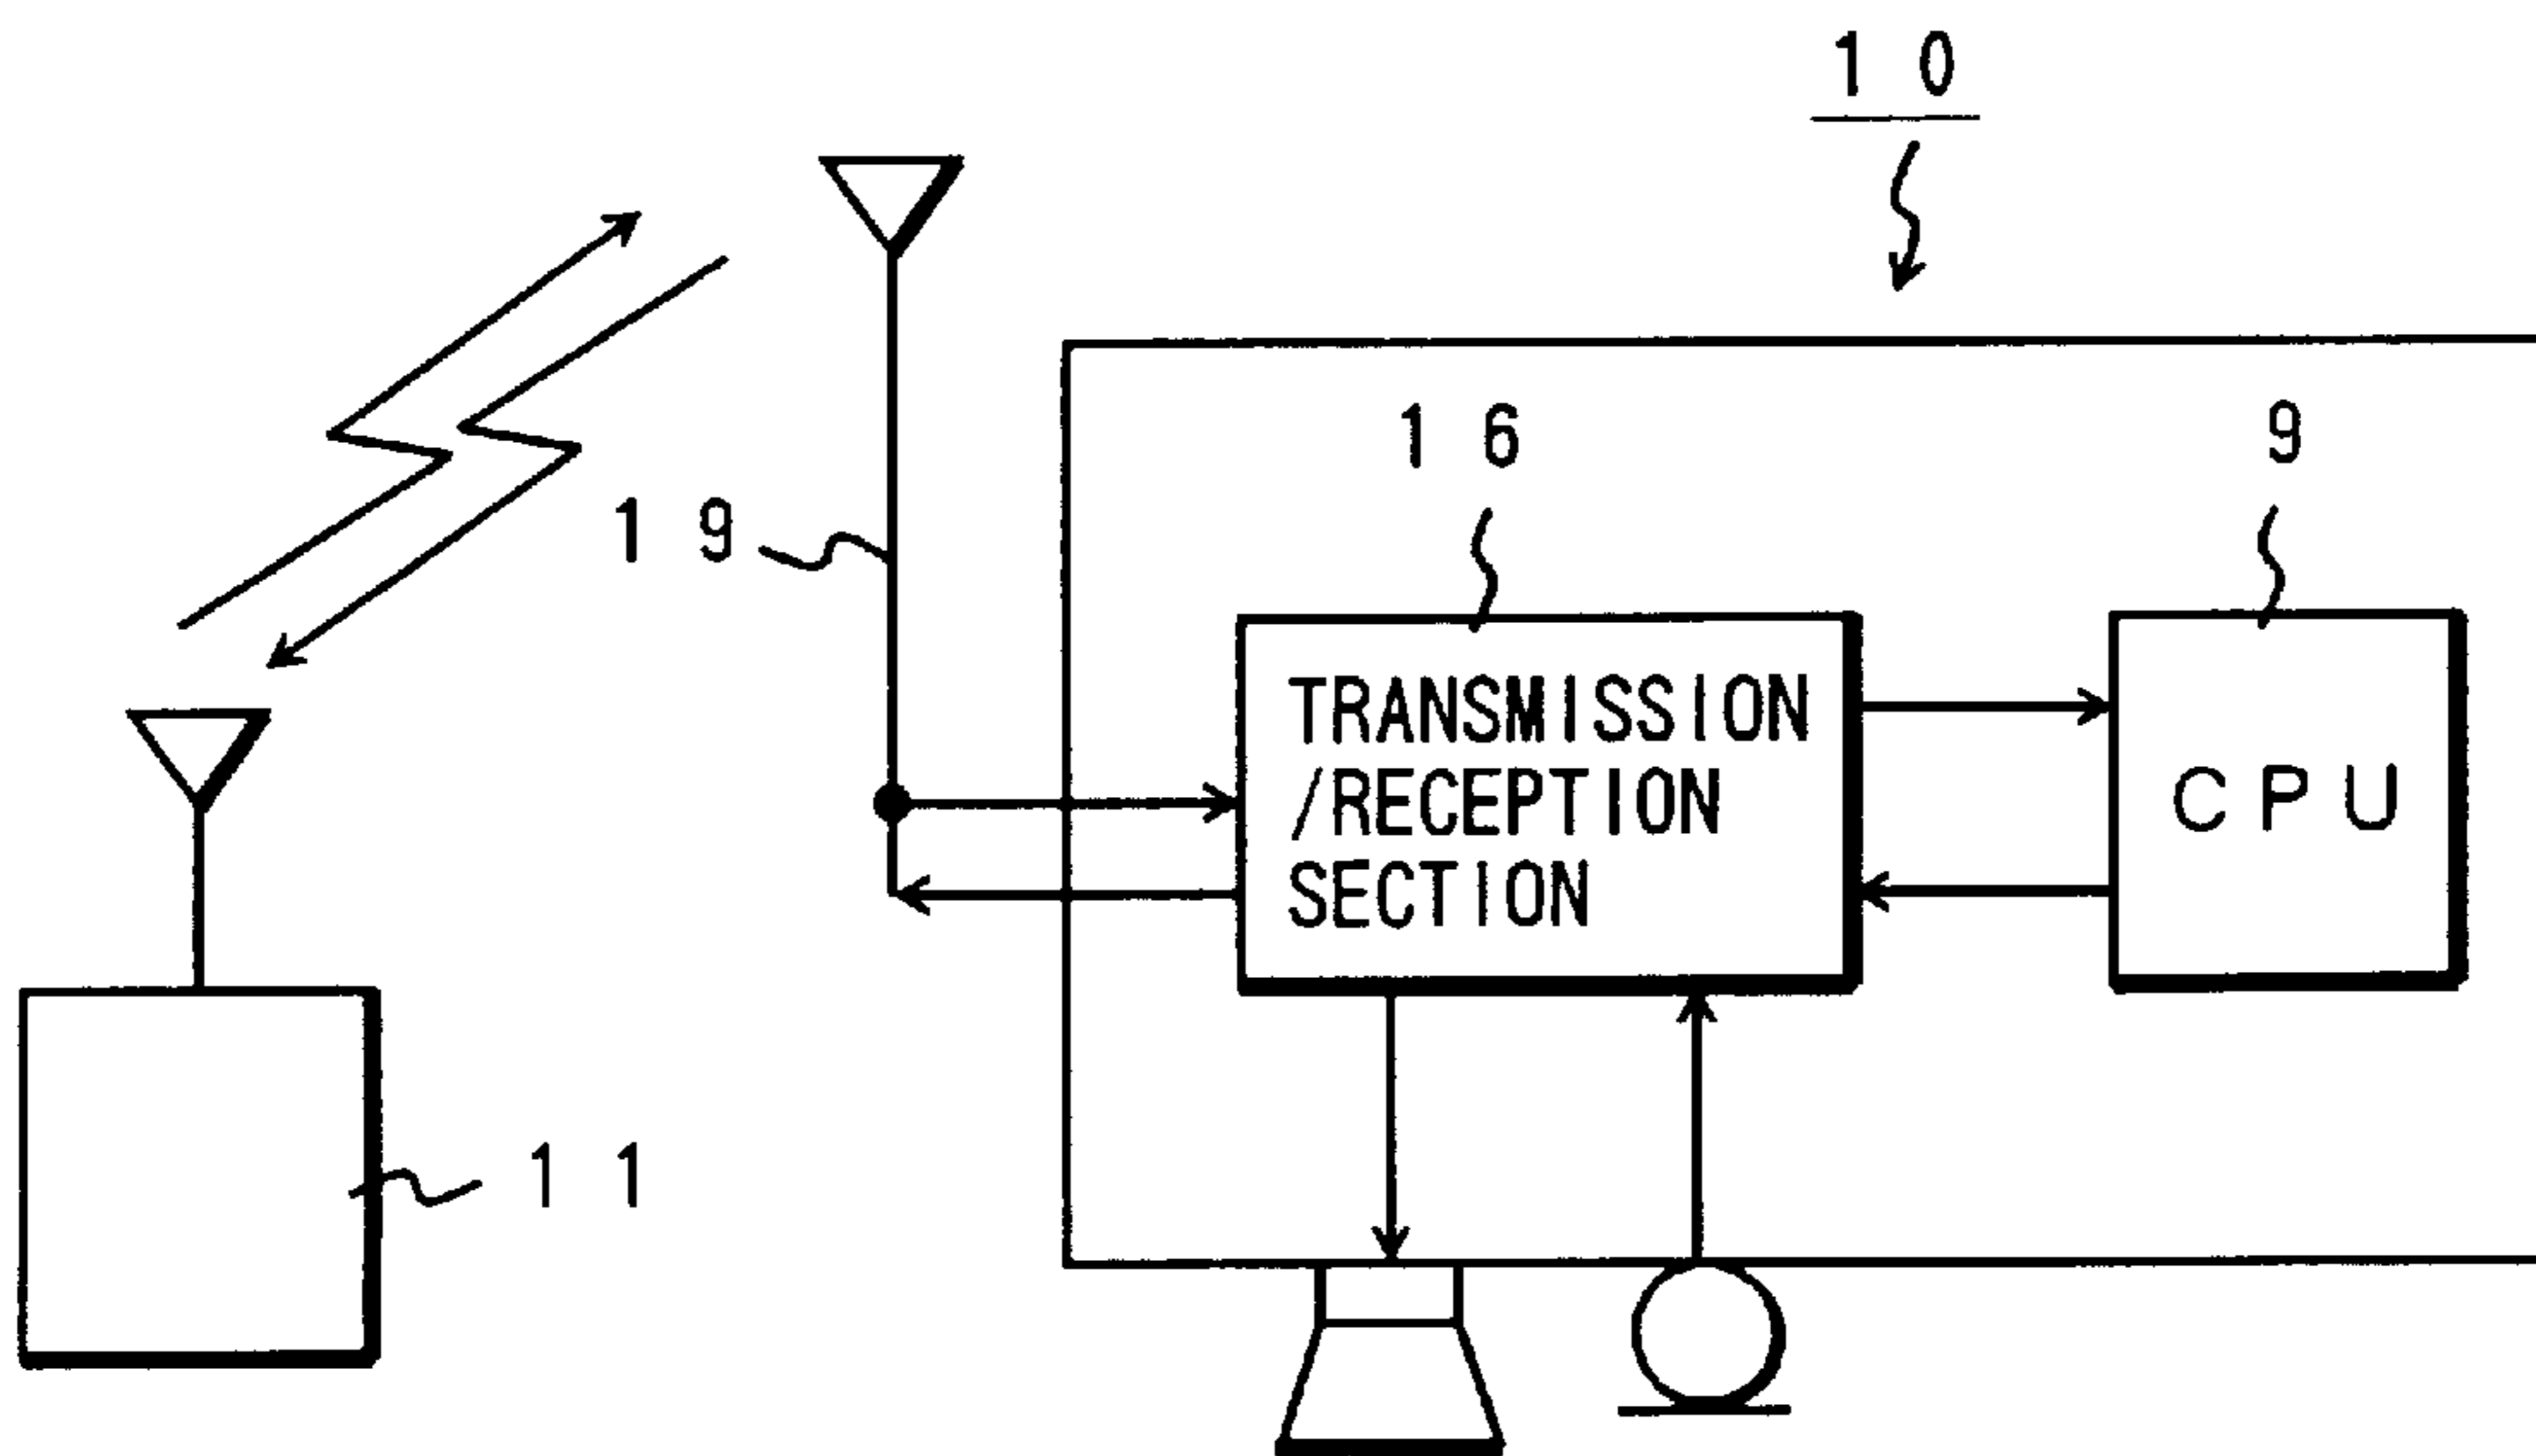 10
16
9
19
TRANSMISSION
/RECEPTION
SECTION
CPU
11